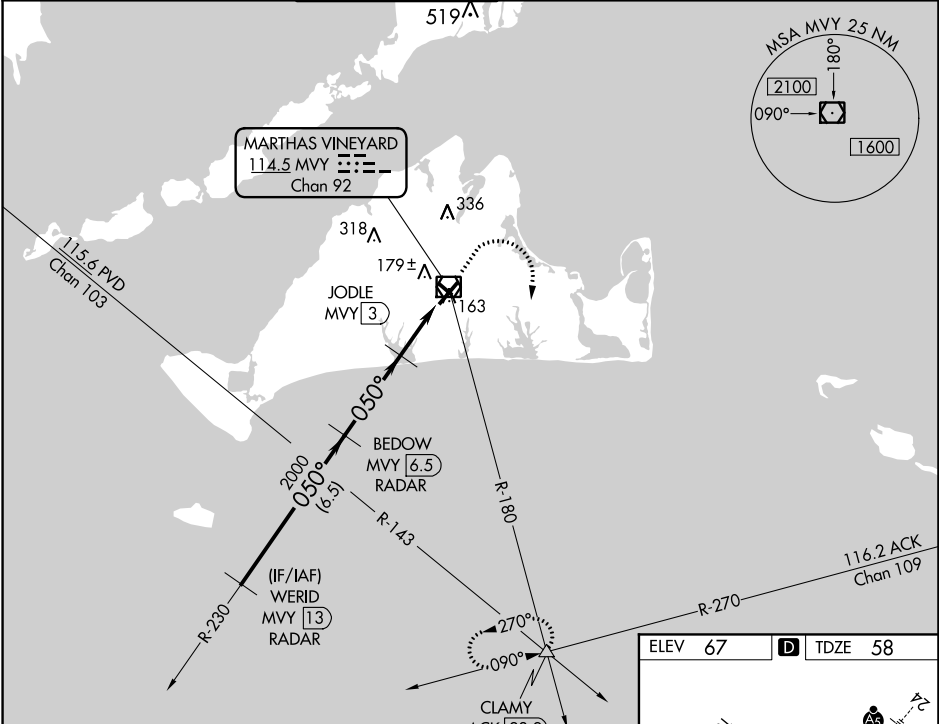 519
MSA MVY 25 NM
180°
2100
090°
1600
MARTHAS VINEYARD
114.5 MVY
Chan 92
336
318
179±
163
115.6 PVD
Chan 103
JODLE
MVY 3
050°
BEDOW
MVY 6.5
RADAR
2000
050°
(6.5)
R-143
R-180
(IF/IAF)
WERID
MVY 13
RADAR
R-230
116.2 ACK
Chan 109
R-270
270°
090°
CLAMY
ELEV 67
D
TDZE 58
24
A5